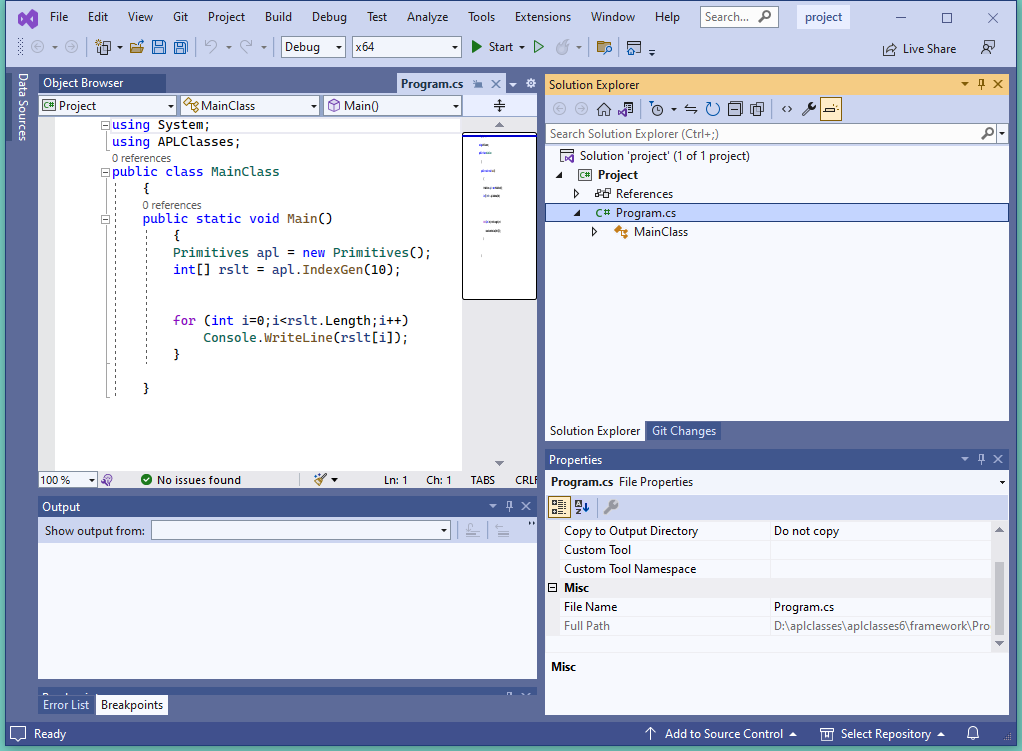 File Edit View Git Project Build Debug Test Analyze Tools Extensions Window Help Search... project
Debug x64 Start Live Share
Data Sources
Object Browser Program.cs
C# Project MainClass Main()
using System;
using APLClasses;
0 references
public class MainClass
{
0 references
public static void Main()
{
Primitives apl = new Primitives();
int[] rslt = apl.IndexGen(10);
for (int i=0;i<rslt.Length;i++)
Console.WriteLine(rslt[i]);
}
}
100 % No issues found Ln: 1 Ch: 1 TABS CRLF
Output
Show output from:
Error List Breakpoints
Solution Explorer
Search Solution Explorer (Ctrl+;)
Solution 'project' (1 of 1 project)
C# Project
References
C# Program.cs
MainClass
Solution Explorer Git Changes
Properties
Program.cs File Properties
Copy to Output Directory Do not copy
Custom Tool
Custom Tool Namespace
Misc
File Name Program.cs
Full Path D:\aplclasses\aplclasses6\framework\Pro
Misc
Ready Add to Source Control Select Repository